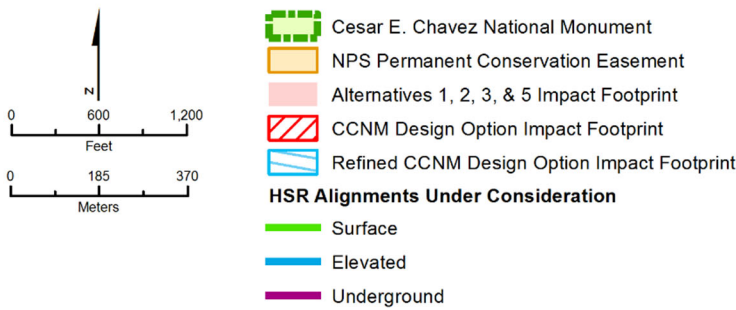 N
0 600 1,200
Feet
0 185 370
Meters
Cesar E. Chavez National Monument
NPS Permanent Conservation Easement
Alternatives 1, 2, 3, & 5 Impact Footprint
CCNM Design Option Impact Footprint
Refined CCNM Design Option Impact Footprint
HSR Alignments Under Consideration
Surface
Elevated
Underground